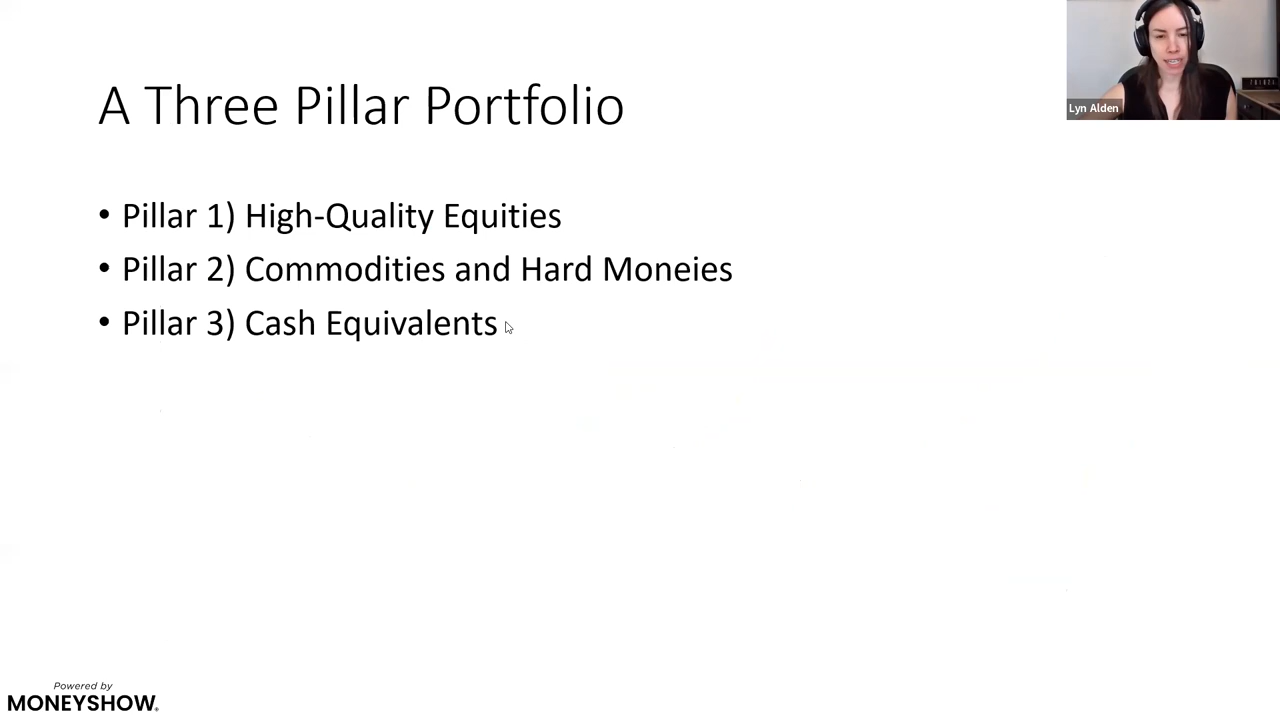 A Three Pillar Portfolio
Lyn Alden
• Pillar 1) High-Quality Equities
• Pillar 2) Commodities and Hard Moneies
• Pillar 3) Cash Equivalents
Powered by
MONEYSHOW®